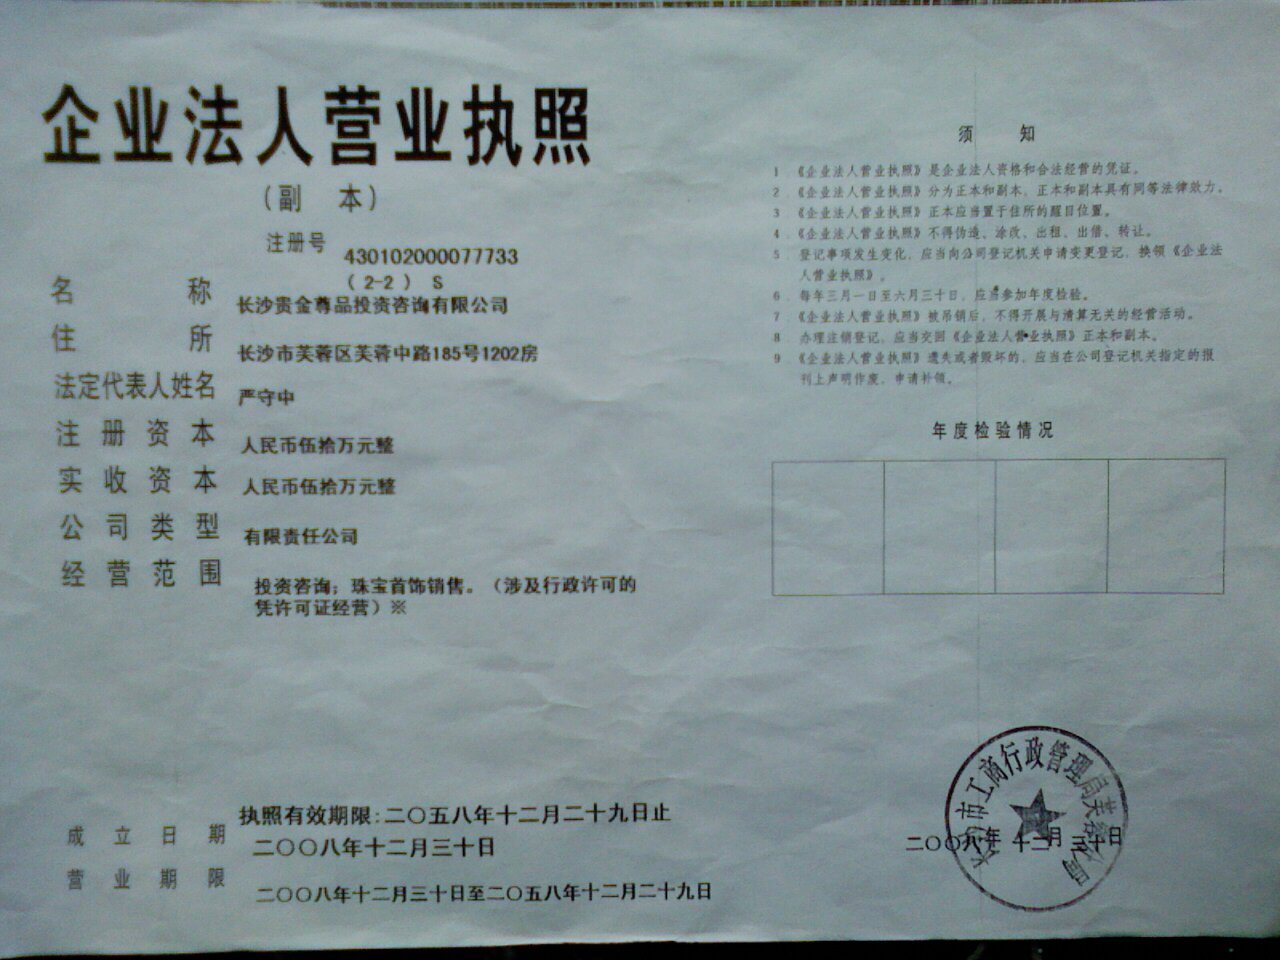 企业法人营业执照
（副 本）
注册号 430102000077733
（2-2） S
名称 长沙贵金尊品投资咨询有限公司
住所 长沙市芙蓉区芙蓉中路185号1202房
法定代表人姓名 严守中
注册资本 人民币伍拾万元整
实收资本 人民币伍拾万元整
公司类型 有限责任公司
经营范围 投资咨询；珠宝首饰销售。（涉及行政许可的
凭许可证经营）※
执照有效期限:二〇五八年十二月二十九日止
成立日期 二〇〇八年十二月三十日
营业期限 二〇〇八年十二月三十日至二〇五八年十二月二十九日
须 知
1 《企业法人营业执照》是企业法人资格和合法经营的凭证。
2 《企业法人营业执照》分为正本和副本，正本和副本具有同等法律效力。
3 《企业法人营业执照》正本应当置于住所的醒目位置。
4 《企业法人营业执照》不得伪造、涂改、出租、出借、转让。
5 登记事项发生变化，应当向公司登记机关申请变更登记，换领《企业法
人营业执照》。
6 每年三月一日至六月三十日，应当参加年度检验。
7 《企业法人营业执照》被吊销后，不得开展与清算无关的经营活动。
8 办理注销登记，应当交回《企业法人营业执照》正本和副本。
9 《企业法人营业执照》遗失或者毁坏的，应当在公司登记机关指定的报
刊上声明作废，申请补领。
年度检验情况
长沙市工商行政管理局芙蓉分局
二〇〇八年 十二月 三十日